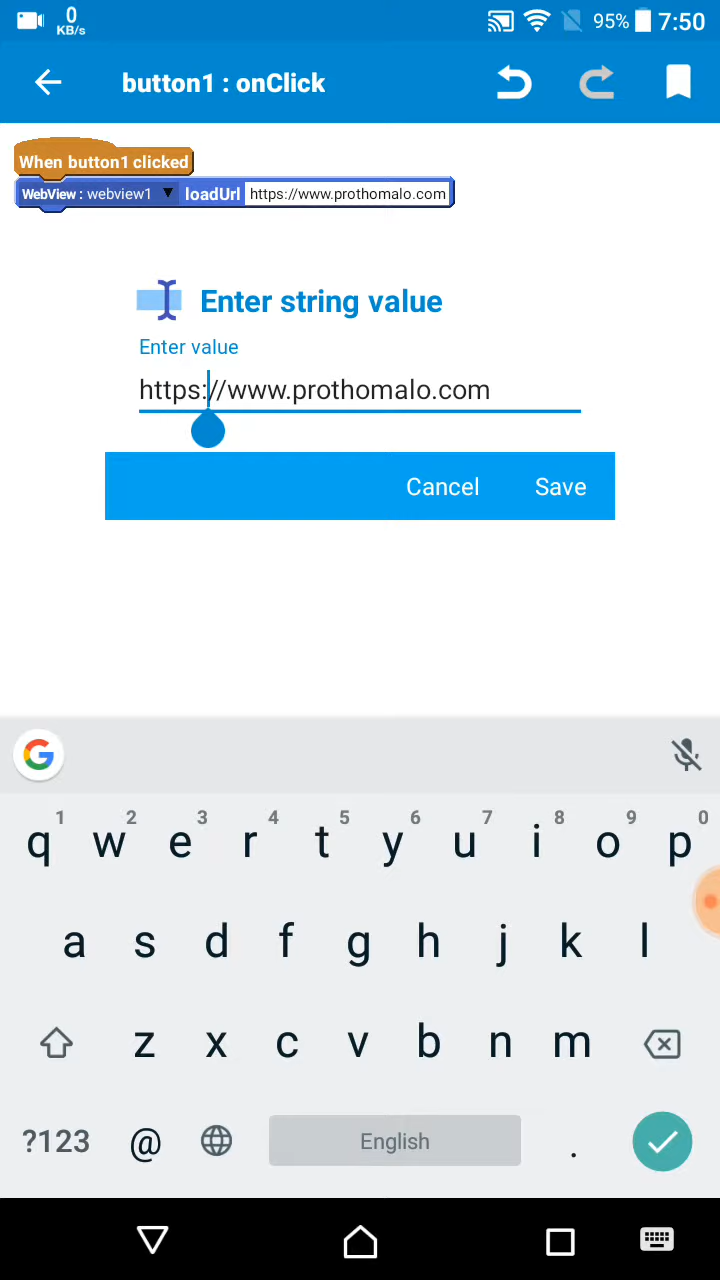 0
KB/s
95% 7:50
button1 : onClick
When button1 clicked
WebView : webview1 ▼ loadUrl https://www.prothomalo.com
Enter string value
Enter value
https://www.prothomalo.com
Cancel Save
G
1 2 3 4 5 6 7 8 9 0
q w e r t y u i o p
a s d f g h j k l
z x c v b n m
?123 @ English .